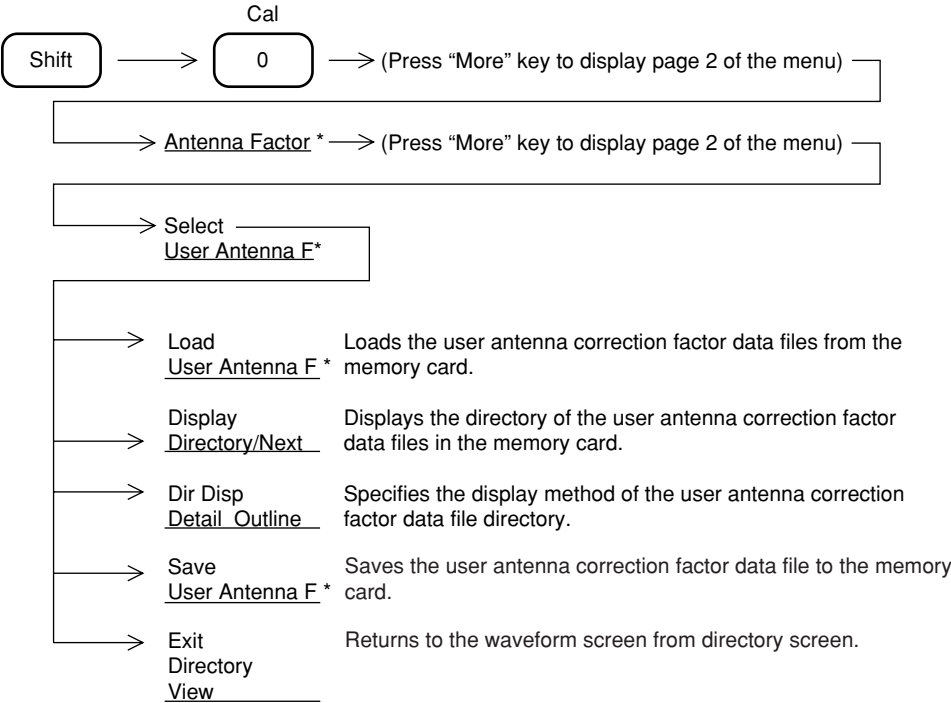 Cal
Shift 0 (Press “More” key to display page 2 of the menu)
Antenna Factor * (Press “More” key to display page 2 of the menu)
Select
User Antenna F*
Load Loads the user antenna correction factor data files from the
User Antenna F * memory card.
Display Displays the directory of the user antenna correction factor
Directory/Next data files in the memory card.
Dir Disp Specifies the display method of the user antenna correction
Detail Outline factor data file directory.
Save Saves the user antenna correction factor data file to the memory
User Antenna F * card.
Exit Returns to the waveform screen from directory screen.
Directory
View